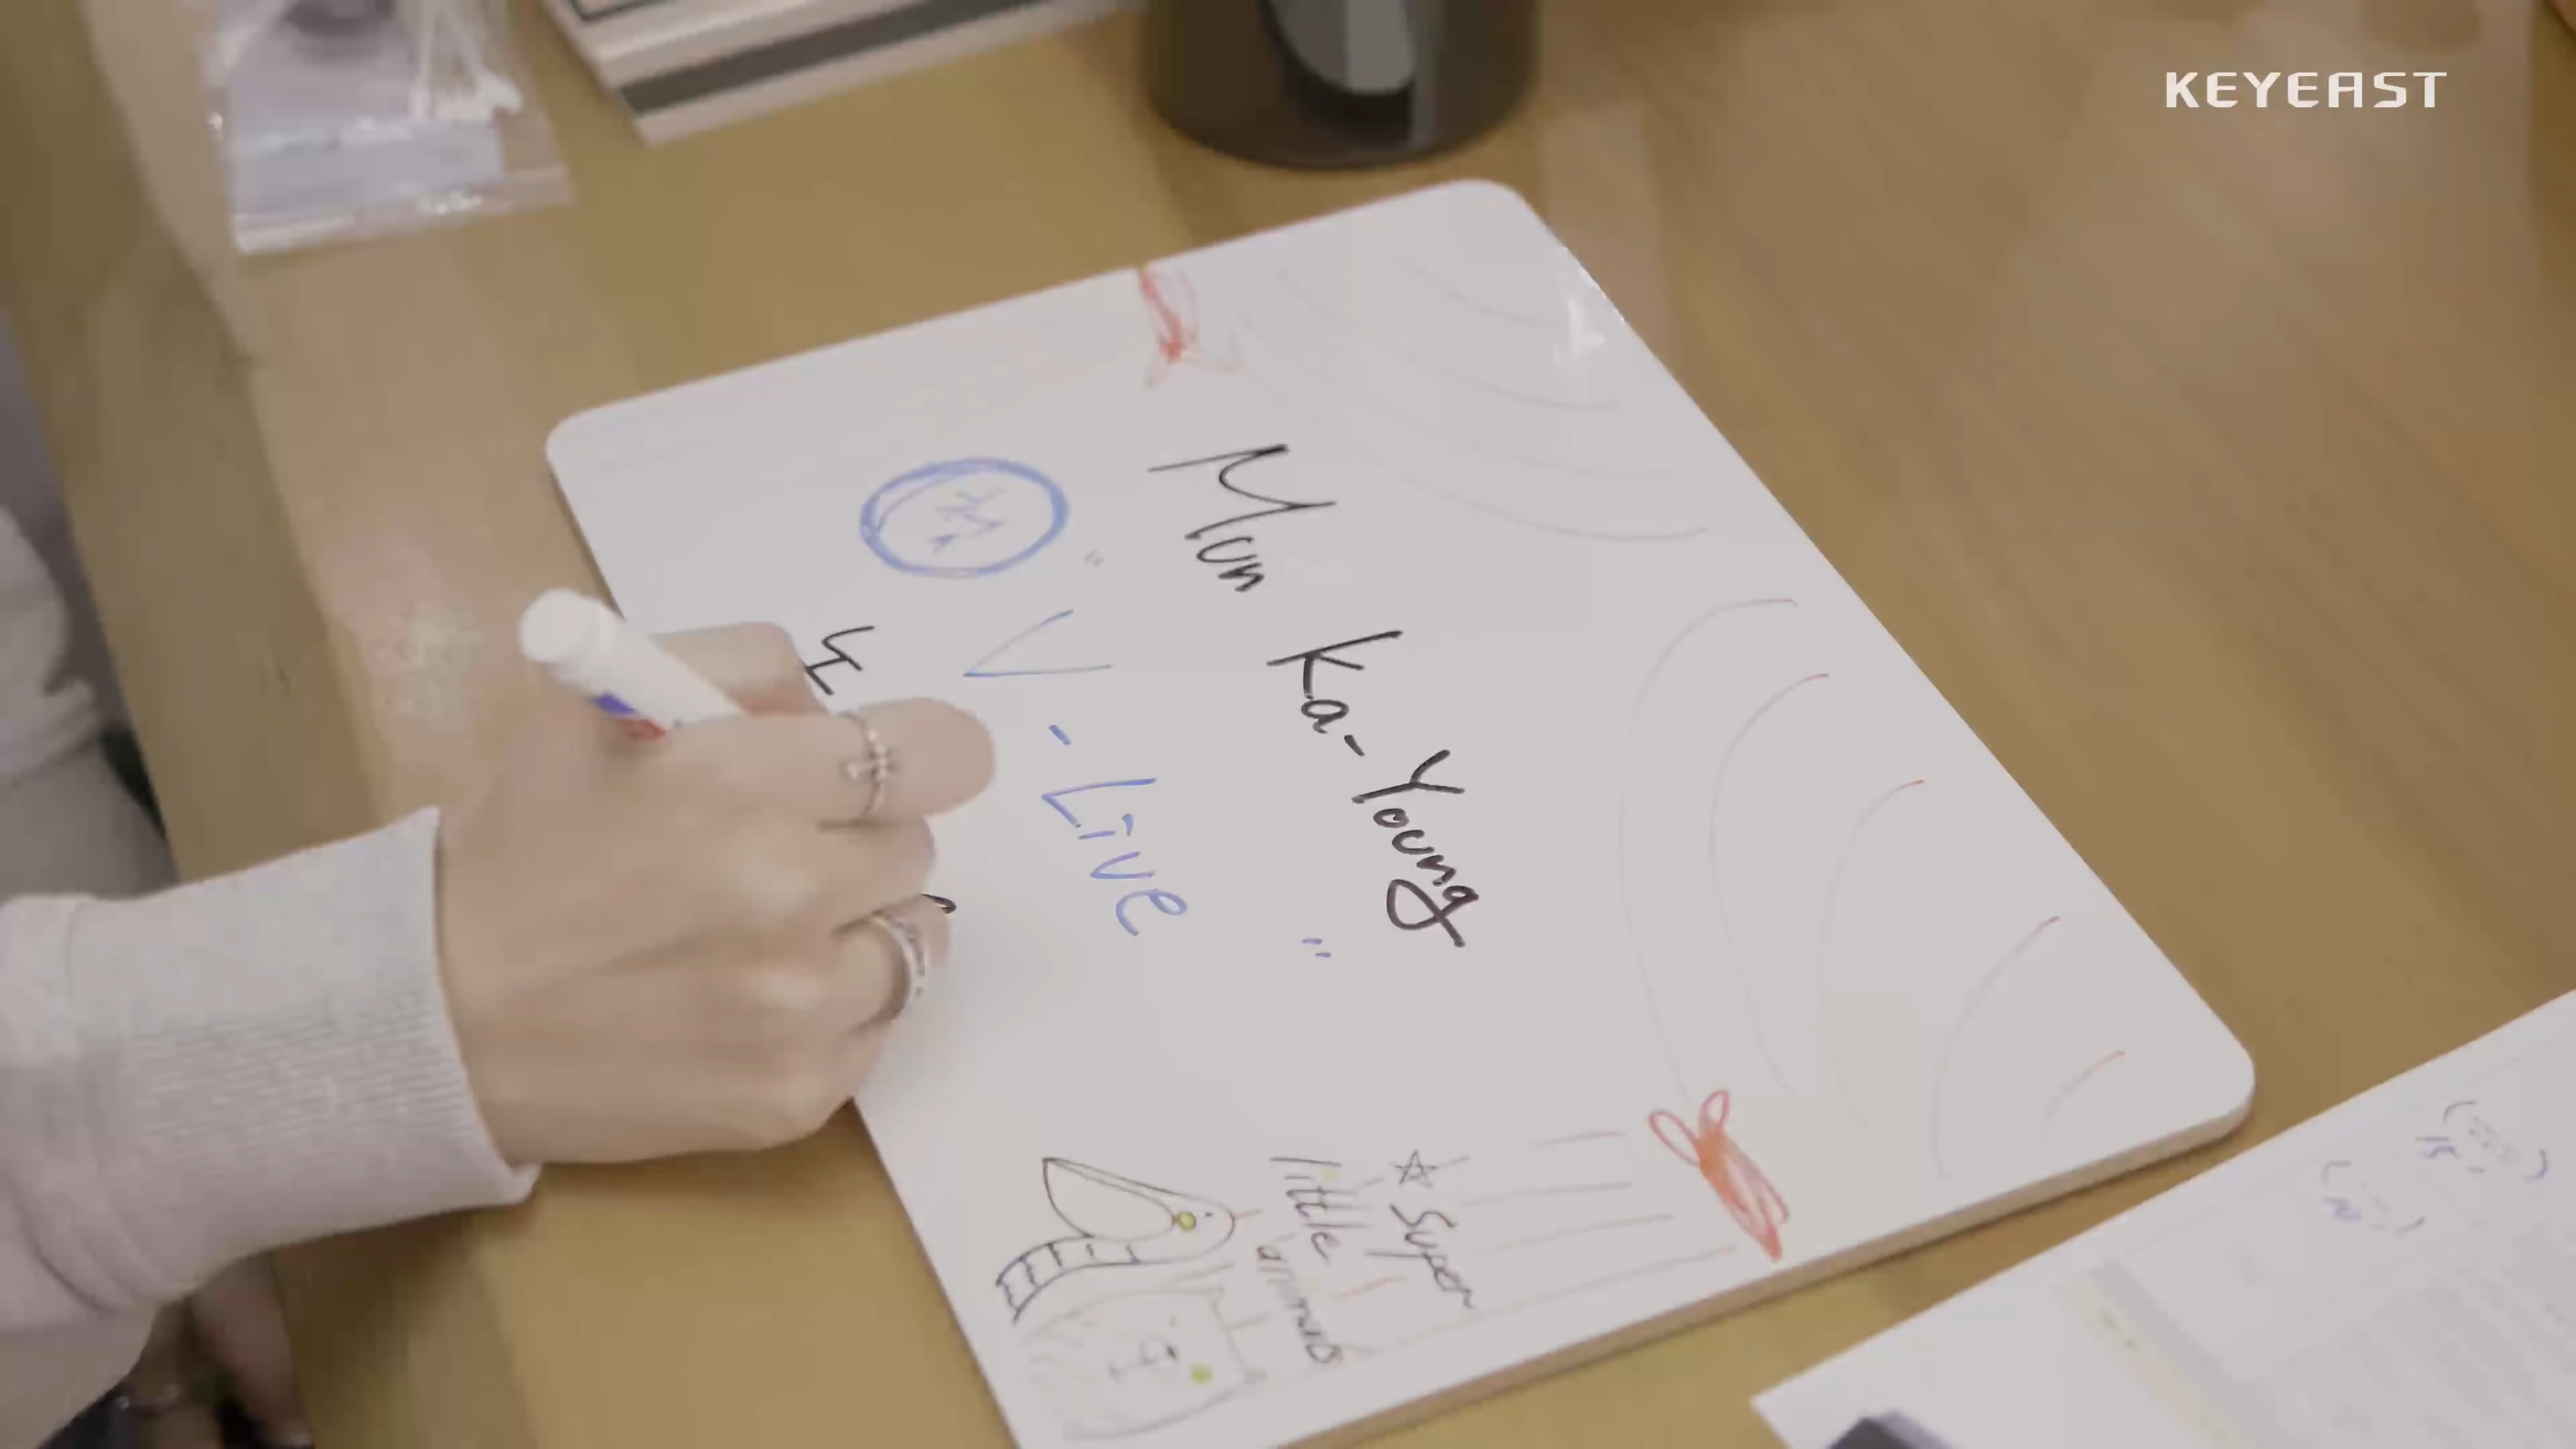 KEYEAST
Mun Ka-Young
" V-Live "
☆ Super
little
animals